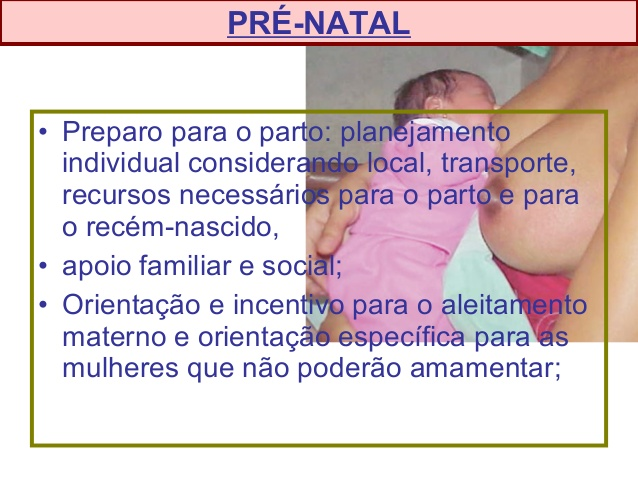 PRÉ-NATAL
• Preparo para o parto: planejamento
individual considerando local, transporte,
recursos necessários para o parto e para
o recém-nascido,
• apoio familiar e social;
• Orientação e incentivo para o aleitamento
materno e orientação específica para as
mulheres que não poderão amamentar;